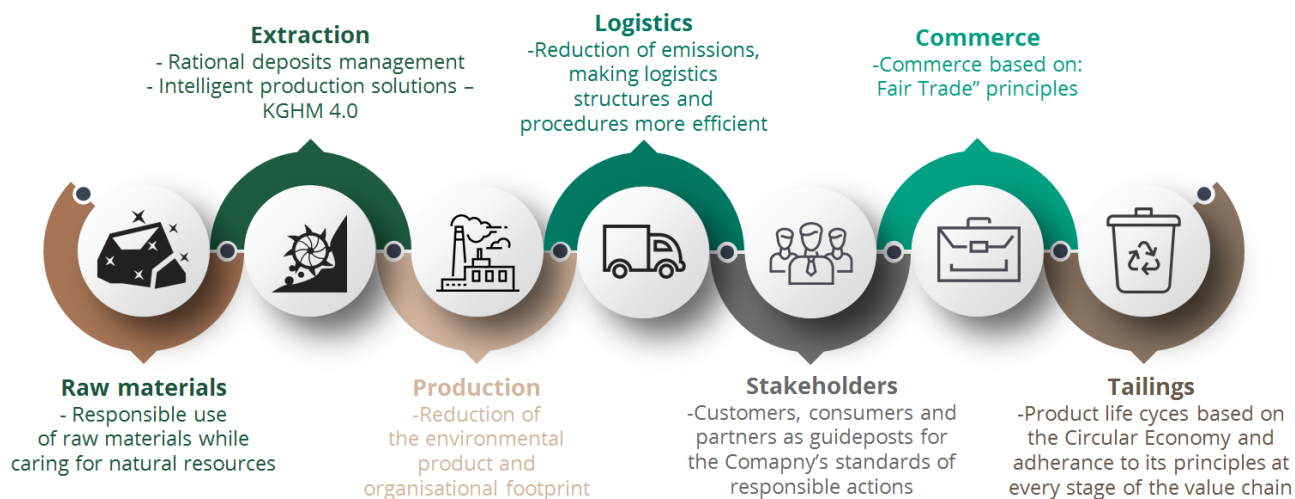 Raw materials
- Responsible use
of raw materials while
caring for natural resources
Extraction
- Rational deposits management
- Intelligent production solutions –
KGHM 4.0
Production
-Reduction of
the environmental
product and
organisational footprint
Logistics
-Reduction of emissions,
making logistics
structures and
procedures more efficient
Stakeholders
-Customers, consumers and
partners as guideposts for
the Comapny's standards of
responsible actions
Commerce
-Commerce based on:
Fair Trade” principles
Tailings
-Product life cyces based on
the Circular Economy and
adherance to its principles at
every stage of the value chain